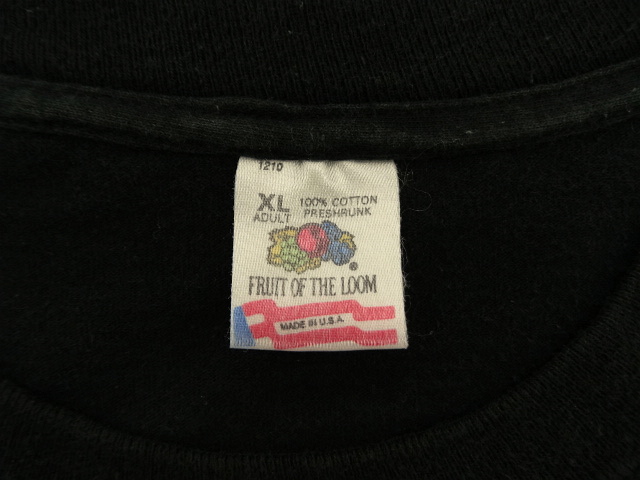 1210
XL 100% COTTON
ADULT PRESHRUNK
®
FRUIT OF THE LOOM
MADE IN U.S.A.